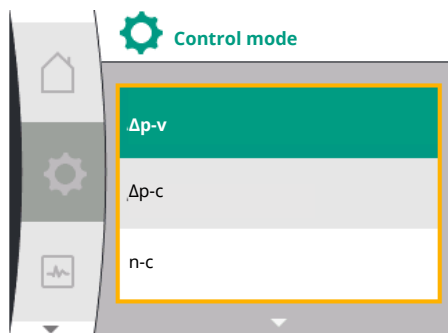 Control mode
Δp-v
Δp-c
n-c